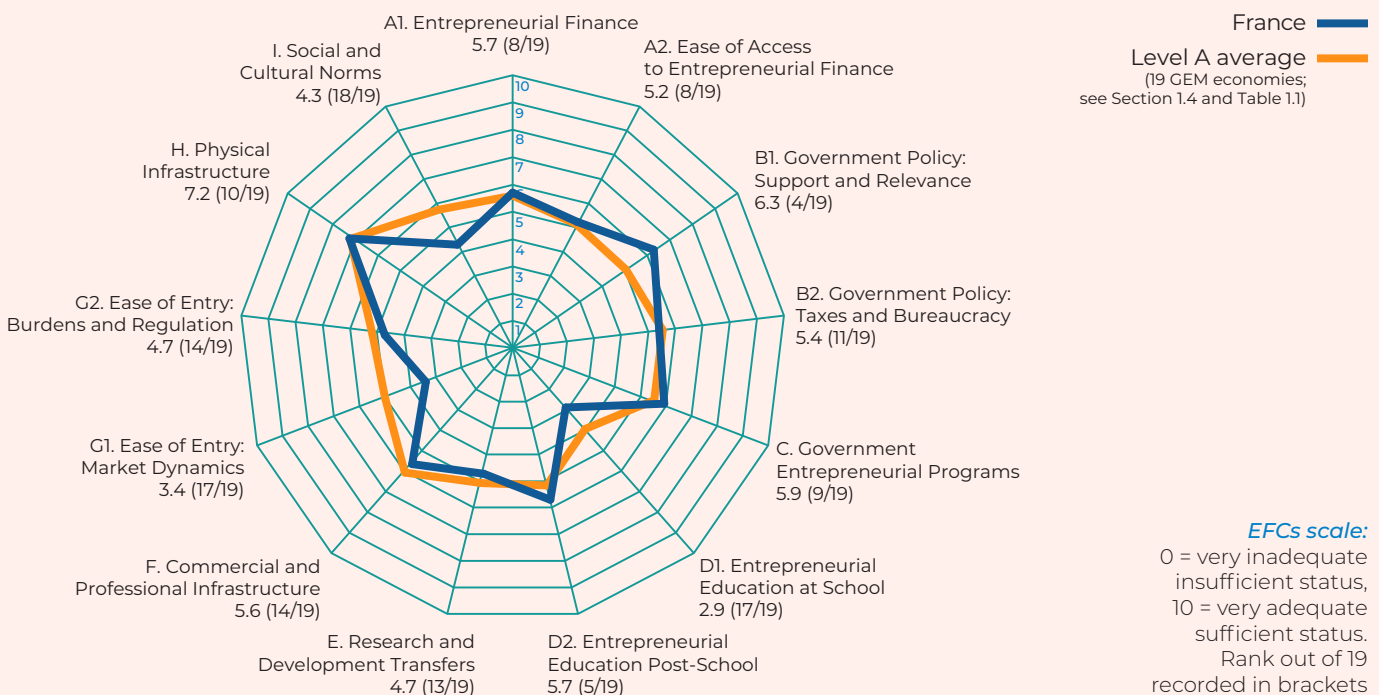 A1. Entrepreneurial Finance
5.7 (8/19)
A2. Ease of Access
to Entrepreneurial Finance
5.2 (8/19)
B1. Government Policy:
Support and Relevance
6.3 (4/19)
B2. Government Policy:
Taxes and Bureaucracy
5.4 (11/19)
C. Government
Entrepreneurial Programs
5.9 (9/19)
D1. Entrepreneurial
Education at School
2.9 (17/19)
D2. Entrepreneurial
Education Post-School
5.7 (5/19)
E. Research and
Development Transfers
4.7 (13/19)
F. Commercial and
Professional Infrastructure
5.6 (14/19)
G1. Ease of Entry:
Market Dynamics
3.4 (17/19)
G2. Ease of Entry:
Burdens and Regulation
4.7 (14/19)
H. Physical
Infrastructure
7.2 (10/19)
I. Social and
Cultural Norms
4.3 (18/19)
10
9
8
7
6
5
4
3
2
1
France
Level A average
(19 GEM economies;
see Section 1.4 and Table 1.1)
EFCs scale:
0 = very inadequate
insufficient status,
10 = very adequate
sufficient status.
Rank out of 19
recorded in brackets